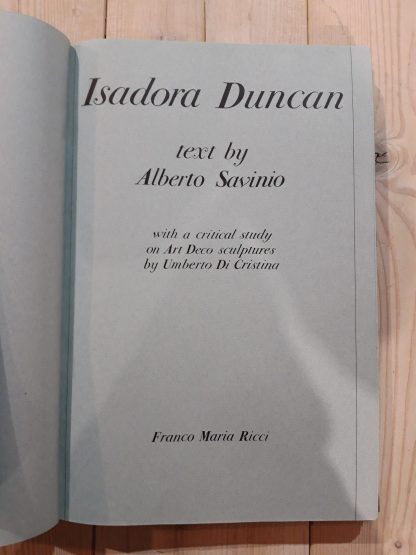 Isadora Duncan
text by
Alberto Savinio
with a critical study
on Art Deco sculptures
by Umberto Di Cristina
Franco Maria Ricci